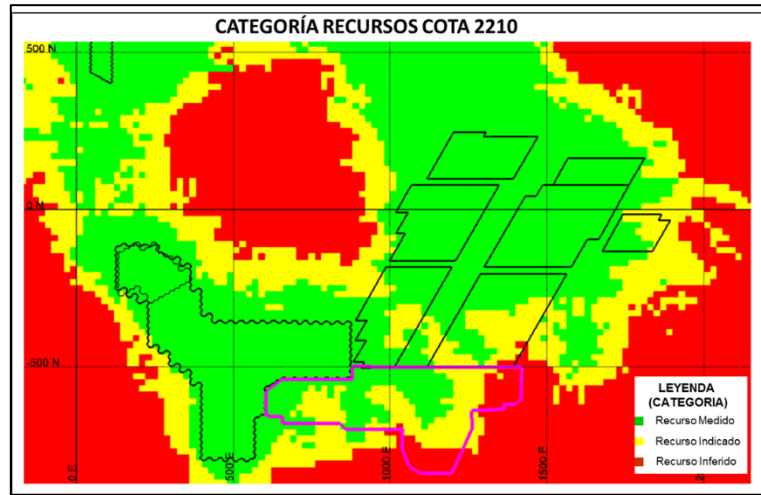 CATEGORÍA RECURSOS COTA 2210
500 N
0 N
-500 N
0 E
500 E
1000 E
1500 E
LEYENDA
(CATEGORIA)
Recurso Medido
Recurso Indicado
Recurso Inferido